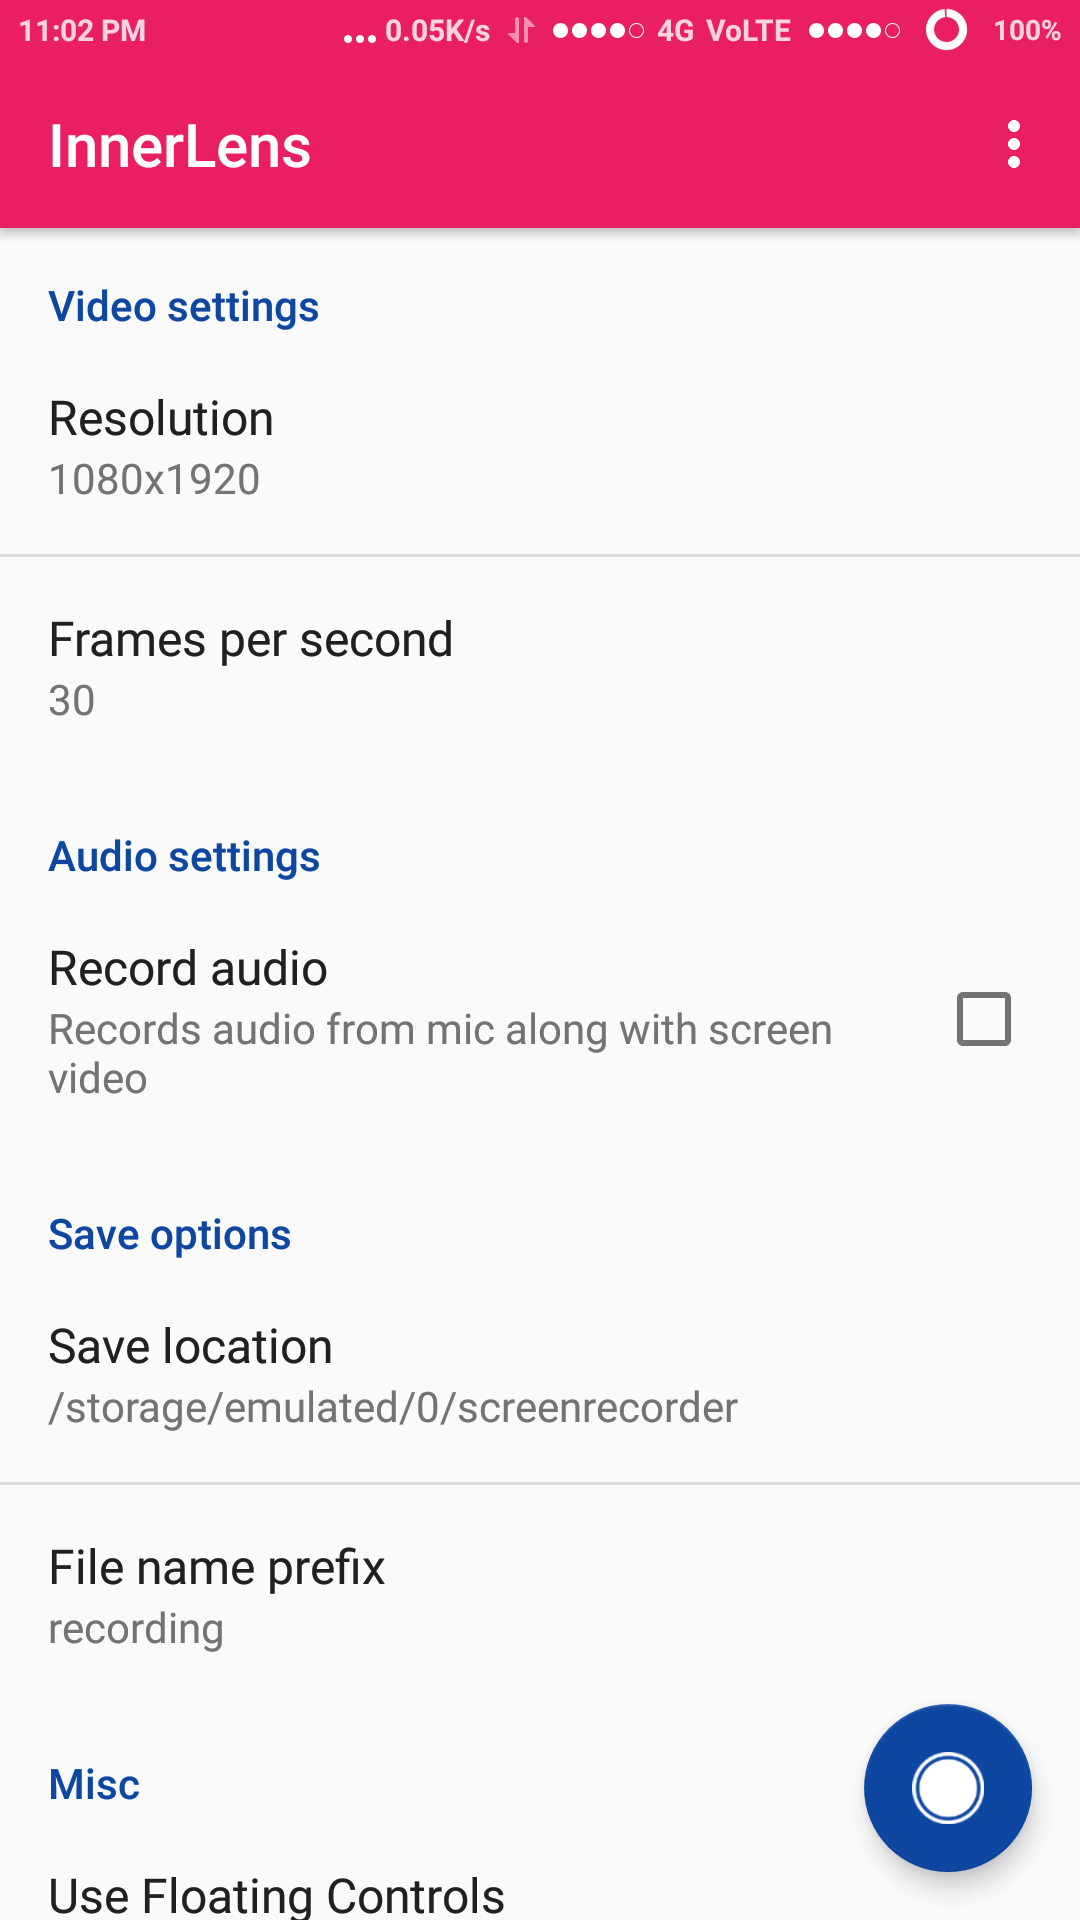 11:02 PM ... 0.05K/s 4G VoLTE 100%
InnerLens
Video settings
Resolution
1080x1920
Frames per second
30
Audio settings
Record audio
Records audio from mic along with screen
video
Save options
Save location
/storage/emulated/0/screenrecorder
File name prefix
recording
Misc
Use Floating Controls